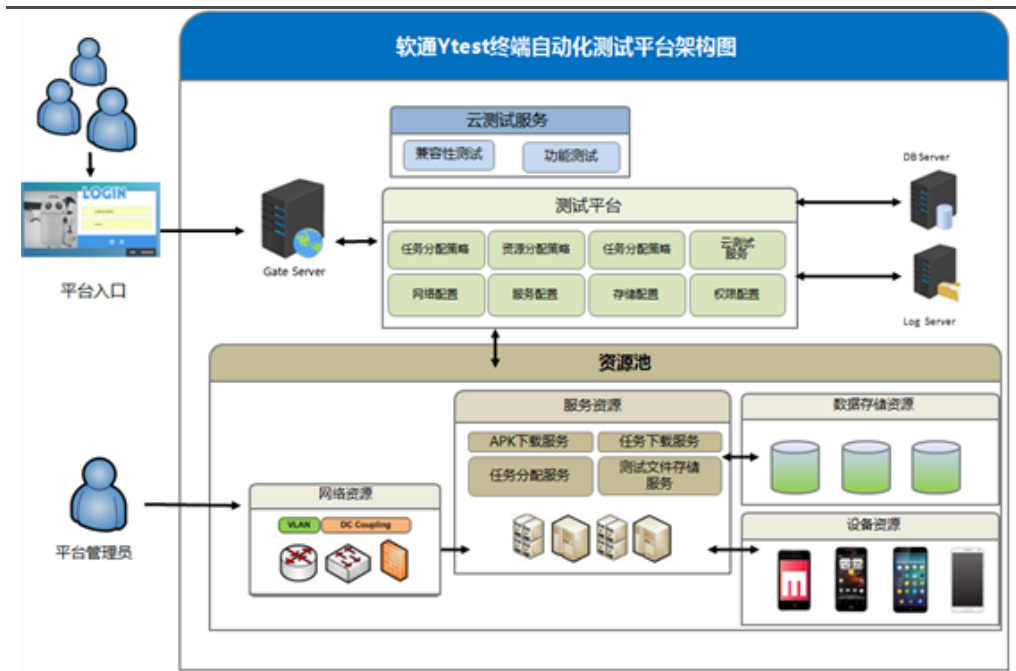 软通Ytest终端自动化测试平台架构图
云测试服务
兼容性测试
功能测试
LOGIN
平台入口
Gate Server
测试平台
任务分配策略
资源分配策略
任务分配策略
云测试
服务
网络配置
服务配置
存储配置
权限配置
DB Server
Log Server
资源池
服务资源
APK下载服务
任务下载服务
任务分配服务
测试文件存储
服务
数据存储资源
平台管理员
网络资源
VLAN
DC Coupling
设备资源